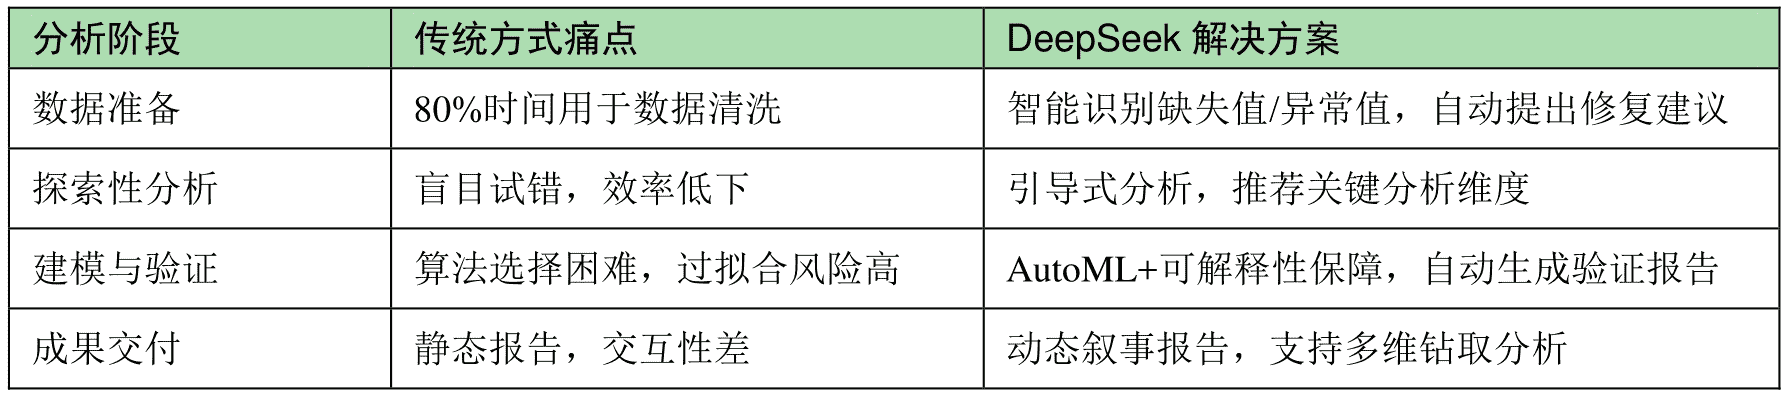 分析阶段 传统方式痛点 DeepSeek 解决方案
数据准备 80%时间用于数据清洗 智能识别缺失值/异常值，自动提出修复建议
探索性分析 盲目试错，效率低下 引导式分析，推荐关键分析维度
建模与验证 算法选择困难，过拟合风险高 AutoML+可解释性保障，自动生成验证报告
成果交付 静态报告，交互性差 动态叙事报告，支持多维钻取分析